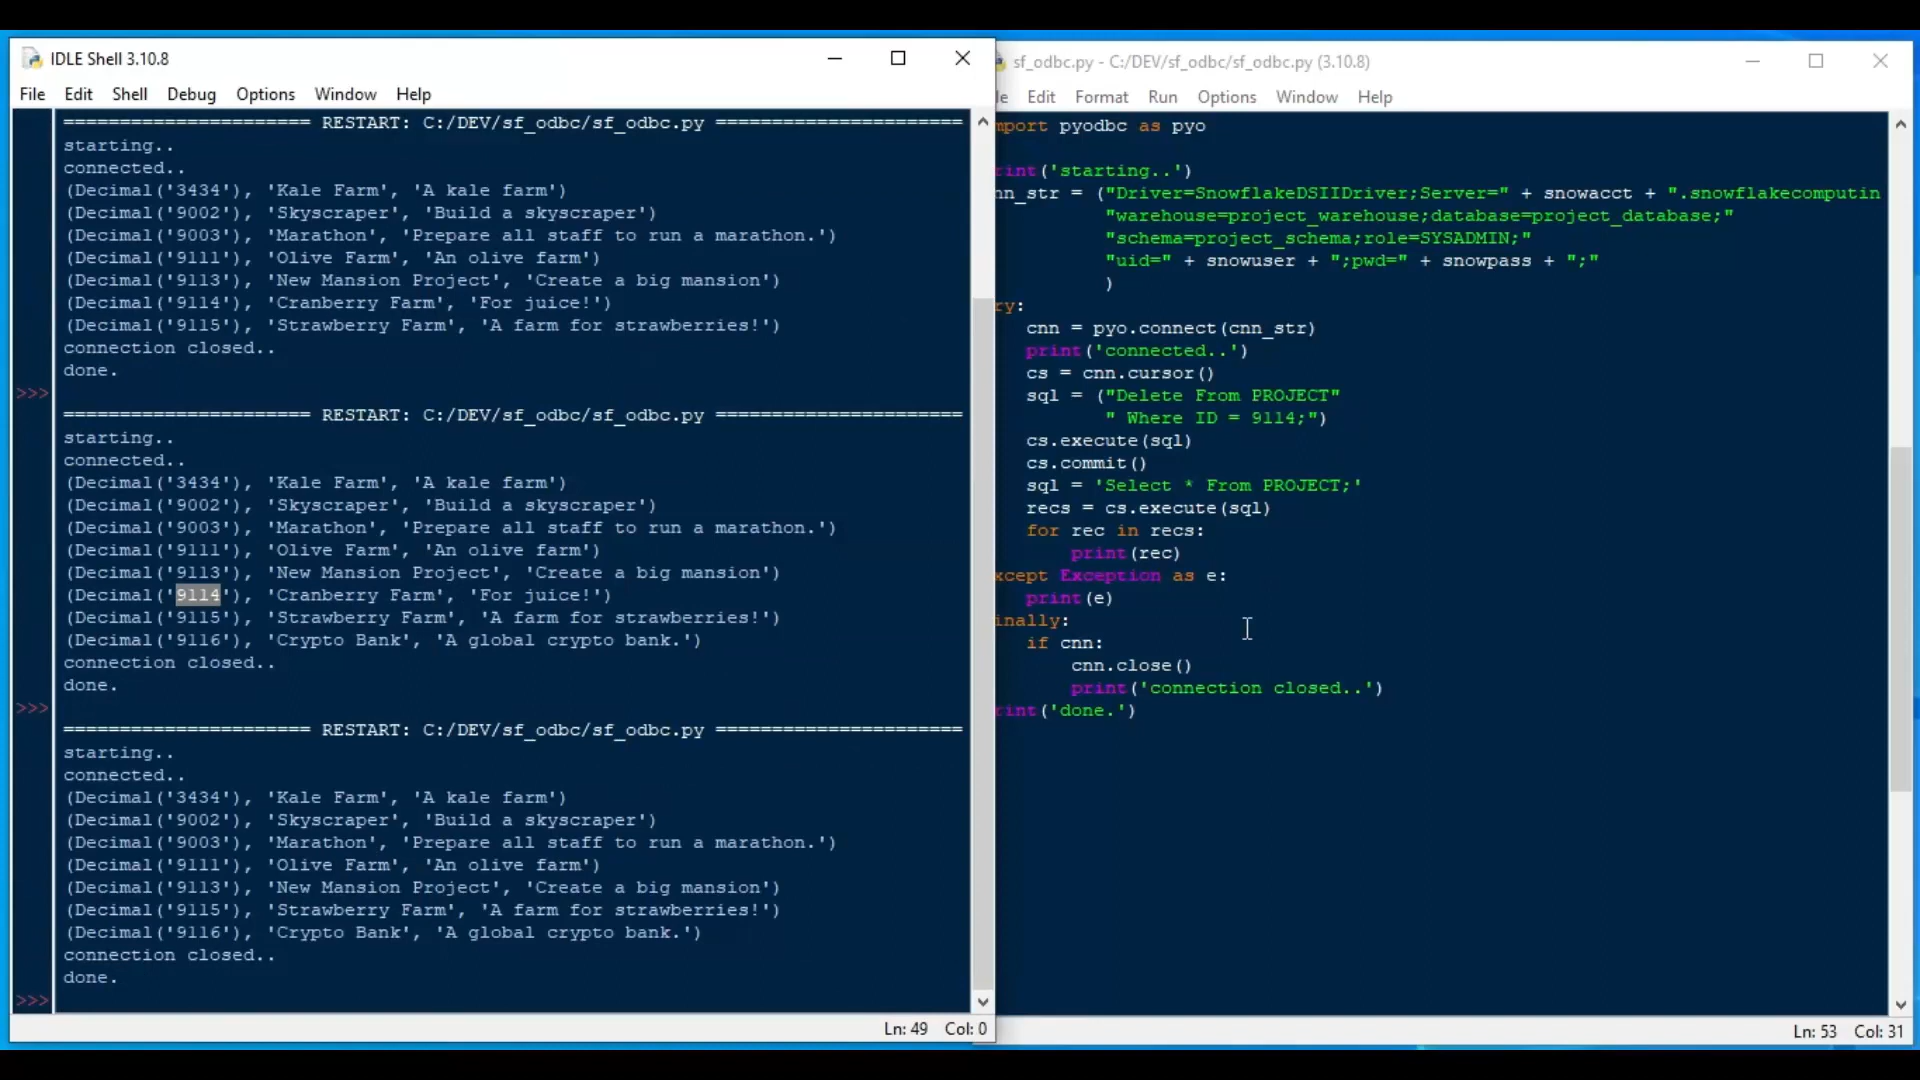 IDLE Shell 3.10.8
File Edit Shell Debug Options Window Help
====================== RESTART: C:/DEV/sf_odbc/sf_odbc.py ======================
starting..
connected..
(Decimal('3434'), 'Kale Farm', 'A kale farm')
(Decimal('9002'), 'Skyscraper', 'Build a skyscraper')
(Decimal('9003'), 'Marathon', 'Prepare all staff to run a marathon.')
(Decimal('9111'), 'Olive Farm', 'An olive farm')
(Decimal('9113'), 'New Mansion Project', 'Create a big mansion')
(Decimal('9114'), 'Cranberry Farm', 'For juice!')
(Decimal('9115'), 'Strawberry Farm', 'A farm for strawberries!')
connection closed..
done.
>>>
====================== RESTART: C:/DEV/sf_odbc/sf_odbc.py ======================
starting..
connected..
(Decimal('3434'), 'Kale Farm', 'A kale farm')
(Decimal('9002'), 'Skyscraper', 'Build a skyscraper')
(Decimal('9003'), 'Marathon', 'Prepare all staff to run a marathon.')
(Decimal('9111'), 'Olive Farm', 'An olive farm')
(Decimal('9113'), 'New Mansion Project', 'Create a big mansion')
(Decimal('9114'), 'Cranberry Farm', 'For juice!')
(Decimal('9115'), 'Strawberry Farm', 'A farm for strawberries!')
(Decimal('9116'), 'Crypto Bank', 'A global crypto bank.')
connection closed..
done.
>>>
====================== RESTART: C:/DEV/sf_odbc/sf_odbc.py ======================
starting..
connected..
(Decimal('3434'), 'Kale Farm', 'A kale farm')
(Decimal('9002'), 'Skyscraper', 'Build a skyscraper')
(Decimal('9003'), 'Marathon', 'Prepare all staff to run a marathon.')
(Decimal('9111'), 'Olive Farm', 'An olive farm')
(Decimal('9113'), 'New Mansion Project', 'Create a big mansion')
(Decimal('9115'), 'Strawberry Farm', 'A farm for strawberries!')
(Decimal('9116'), 'Crypto Bank', 'A global crypto bank.')
connection closed..
done.
>>>
Ln: 49 Col: 0
sf_odbc.py - C:/DEV/sf_odbc/sf_odbc.py (3.10.8)
le Edit Format Run Options Window Help
mport pyodbc as pyo
rint('starting..')
nn_str = ("Driver=SnowflakeDSIIDriver;Server=" + snowacct + ".snowflakecomputin
"warehouse=project_warehouse;database=project_database;"
"schema=project_schema;role=SYSADMIN;"
"uid=" + snowuser + ";pwd=" + snowpass + ";"
)
ry:
cnn = pyo.connect(cnn_str)
print('connected..')
cs = cnn.cursor()
sql = ("Delete From PROJECT"
" Where ID = 9114;")
cs.execute(sql)
cs.commit()
sql = 'Select * From PROJECT;'
recs = cs.execute(sql)
for rec in recs:
print(rec)
xcept Exception as e:
print(e)
inally:
if cnn:
cnn.close()
print('connection closed..')
rint('done.')
Ln: 53 Col: 31